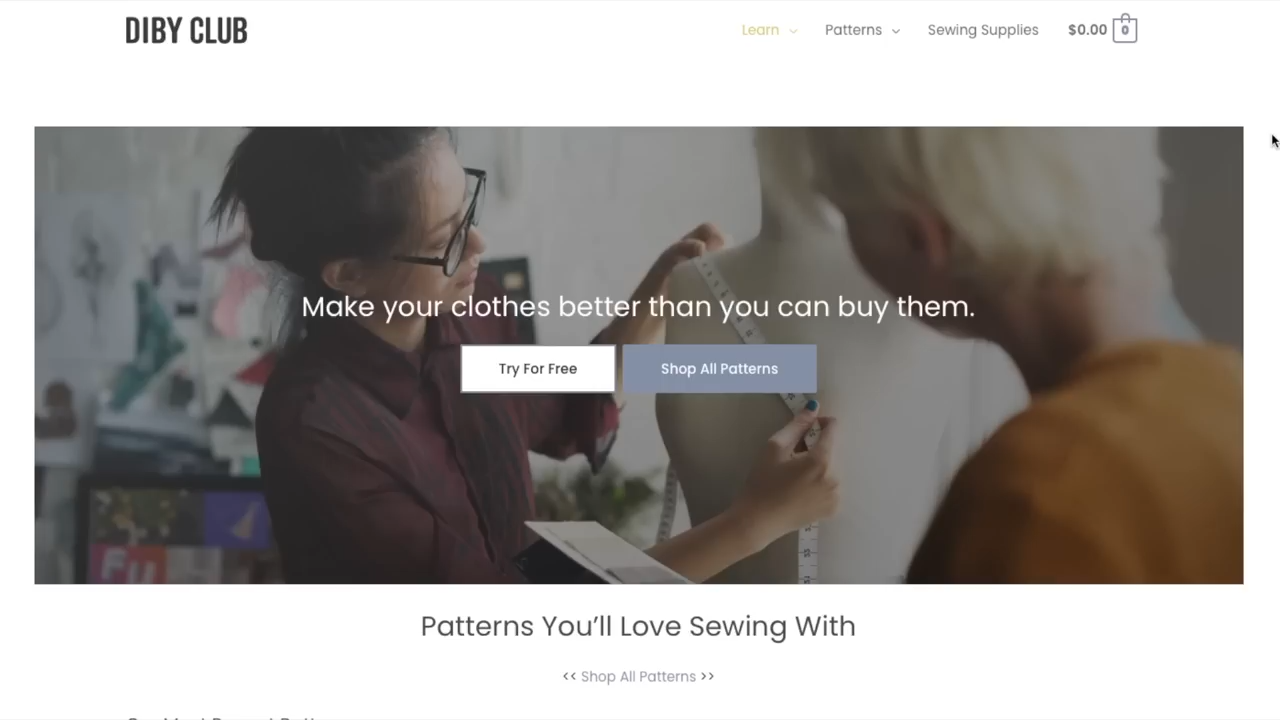 DIBY CLUB
Learn
Patterns
Sewing Supplies
$0.00
0
Make your clothes better than you can buy them.
Try For Free
Shop All Patterns
Fu
Patterns You'll Love Sewing With
<< Shop All Patterns >>